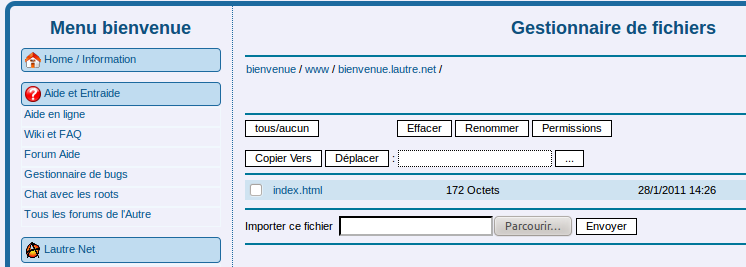 Menu bienvenue
Home / Information
Aide et Entraide
Aide en ligne
Wiki et FAQ
Forum Aide
Gestionnaire de bugs
Chat avec les roots
Tous les forums de l'Autre
Lautre Net
Gestionnaire de fichiers
bienvenue / www / bienvenue.lautre.net /
tous/aucun Effacer Renommer Permissions
Copier Vers Déplacer : ...
index.html 172 Octets 28/1/2011 14:26
Importer ce fichier Parcourir... Envoyer